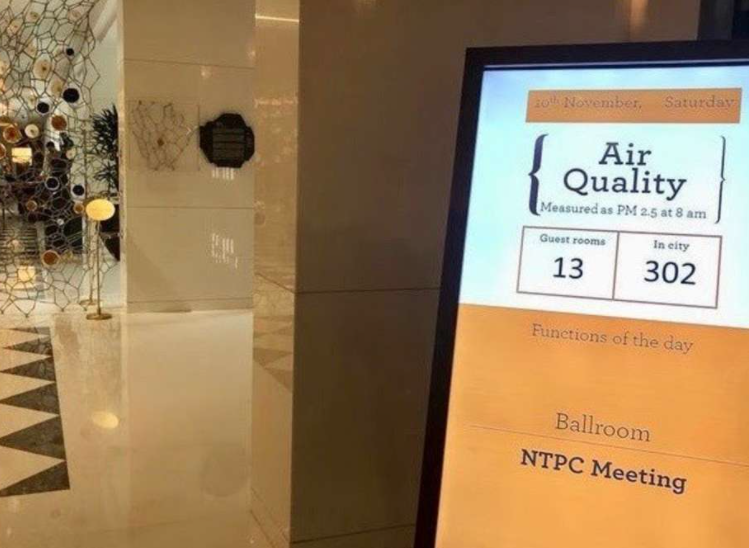 10th November, Saturday
Air
Quality
Measured as PM 2.5 at 8 am
Guest rooms In city
13 302
Functions of the day
Ballroom
NTPC Meeting